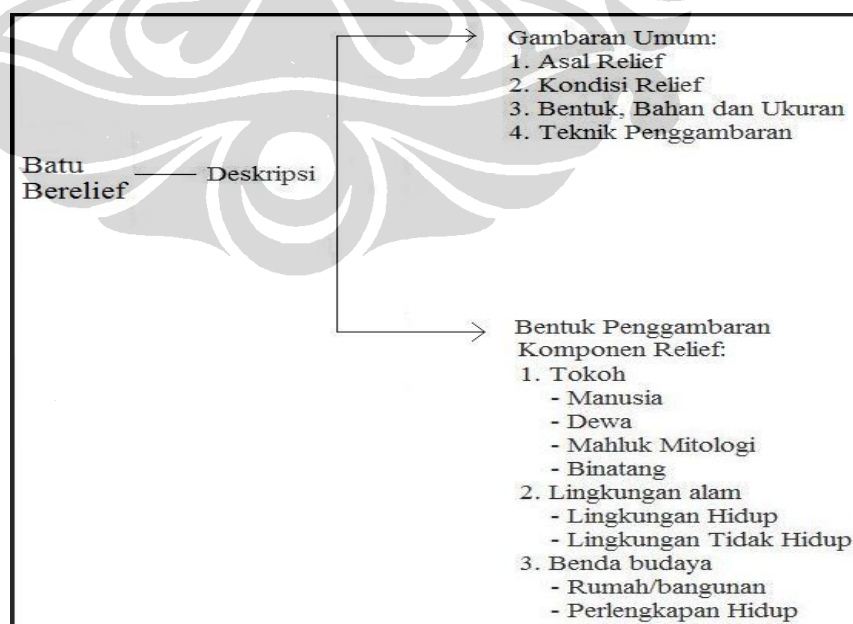 Gambaran Umum:
1. Asal Relief
2. Kondisi Relief
3. Bentuk, Bahan dan Ukuran
4. Teknik Penggambaran
Batu
Berelief
Deskripsi
Bentuk Penggambaran
Komponen Relief:
1. Tokoh
- Manusia
- Dewa
- Mahluk Mitologi
- Binatang
2. Lingkungan alam
- Lingkungan Hidup
- Lingkungan Tidak Hidup
3. Benda budaya
- Rumah/bangunan
- Perlengkapan Hidup